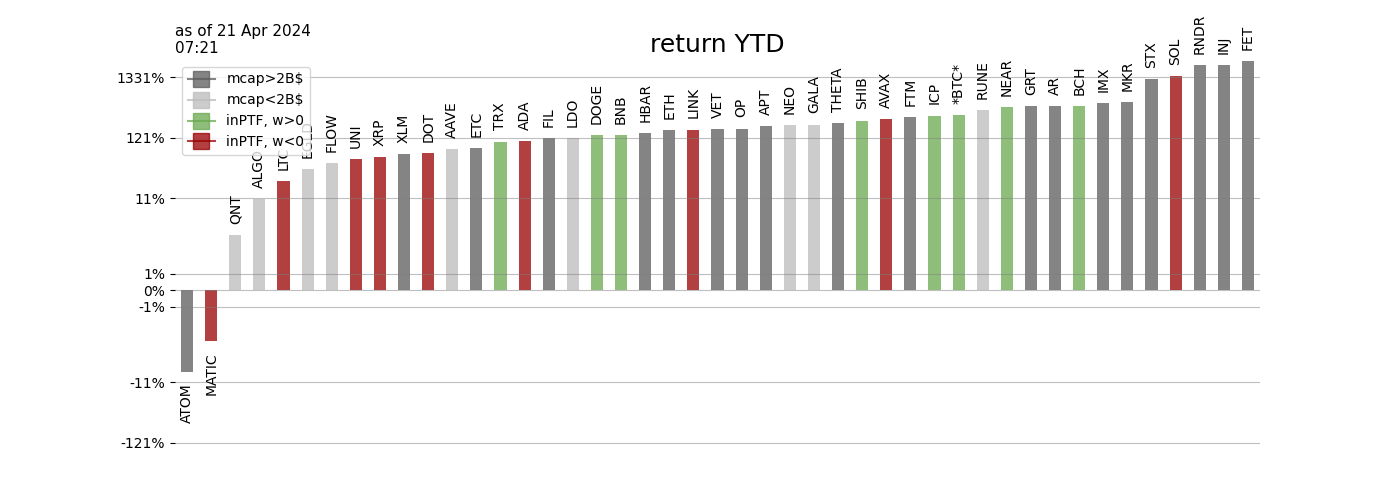 as of 21 Apr 2024
07:21
return YTD
mcap>2B$
mcap<2B$
inPTF, w>0
inPTF, w<0
1331%
121%
11%
1%
0%
-1%
-11%
-121%
ATOM
MATIC
QNT
ALGO
LTC
EGLD
FLOW
UNI
XRP
XLM
DOT
AAVE
ETC
TRX
ADA
FIL
LDO
DOGE
BNB
HBAR
ETH
LINK
VET
OP
APT
NEO
GALA
THETA
SHIB
AVAX
FTM
ICP
*BTC*
RUNE
NEAR
GRT
AR
BCH
IMX
MKR
STX
SOL
RNDR
INJ
FET